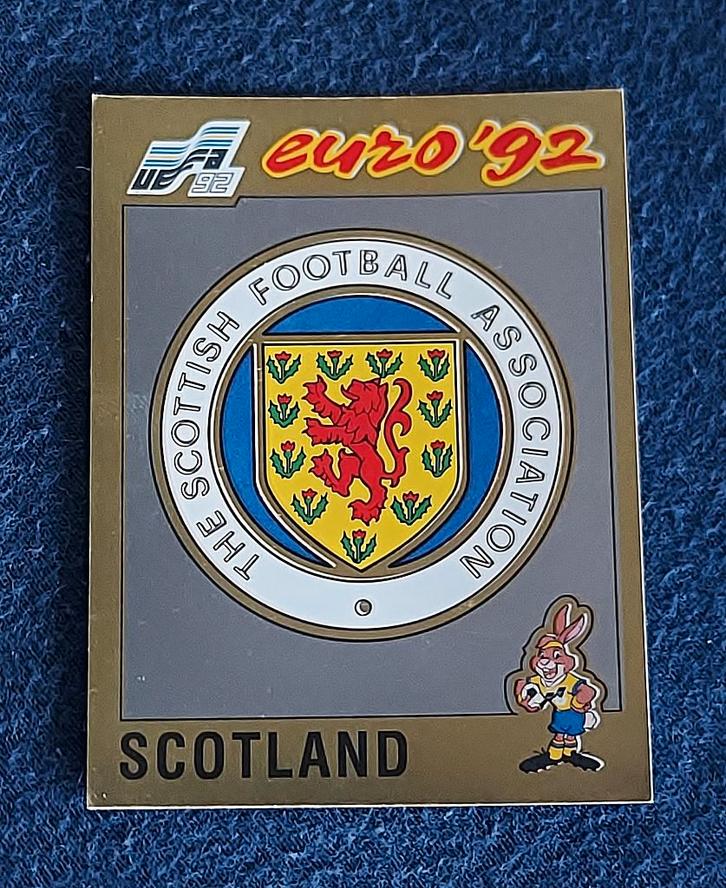 UEFA
92
euro '92
THE SCOTTISH FOOTBALL ASSOCIATION
SCOTLAND